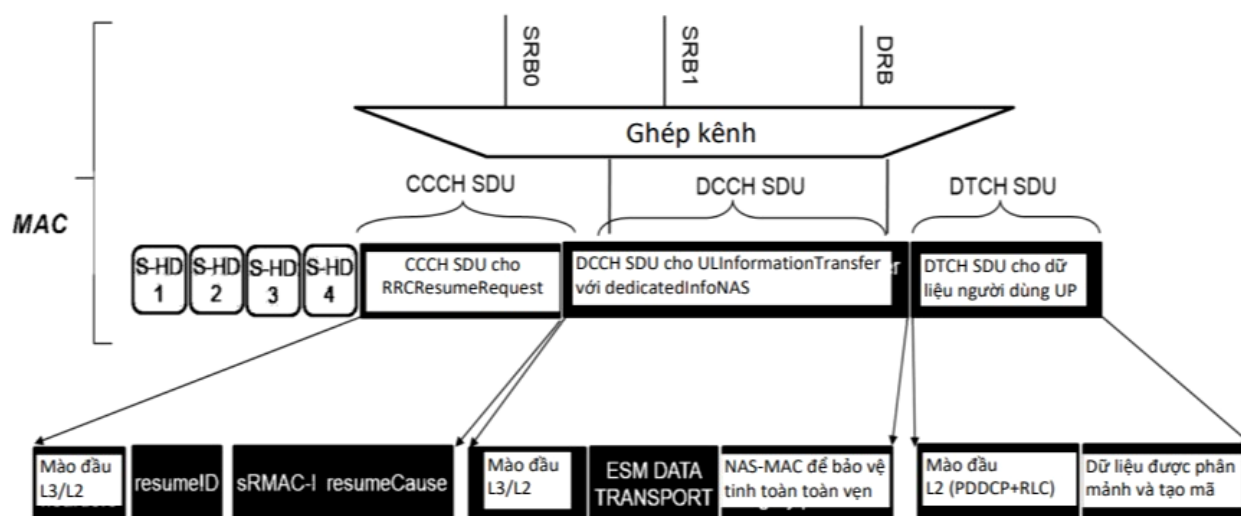 SRB0
SRB1
DRB
Ghép kênh
CCCH SDU
DCCH SDU
DTCH SDU
MAC
S-HD
1
S-HD
2
S-HD
3
S-HD
4
CCCH SDU cho
RRCResumeRequest
DCCH SDU cho ULInformationTransfer
với dedicatedInfoNAS
DTCH SDU cho dữ
liệu người dùng UP
Mào đầu
L3/L2
resumeID
sRMAC-I resumeCause
Mào đầu
L3/L2
ESM DATA
TRANSPORT
NAS-MAC để bảo vệ
tinh toàn toàn vẹn
Mào đầu
L2 (PDDCP+RLC)
Dữ liệu được phân
mảnh và tạo mã